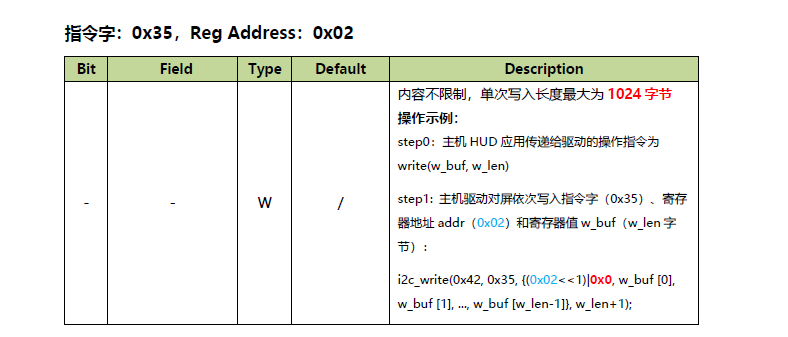 指令字：0x35，Reg Address：0x02
Bit Field Type Default Description
- - W /
内容不限制，单次写入长度最大为 1024 字节
操作示例：
step0：主机 HUD 应用传递给驱动的操作指令为
write(w_buf, w_len)
step1: 主机驱动对屏依次写入指令字（0x35）、寄存
器地址 addr（0x02）和寄存器值 w_buf（w_len 字
节）：
i2c_write(0x42, 0x35, {(0x02<<1)|0x0, w_buf [0],
w_buf [1], ..., w_buf [w_len-1]}, w_len+1);